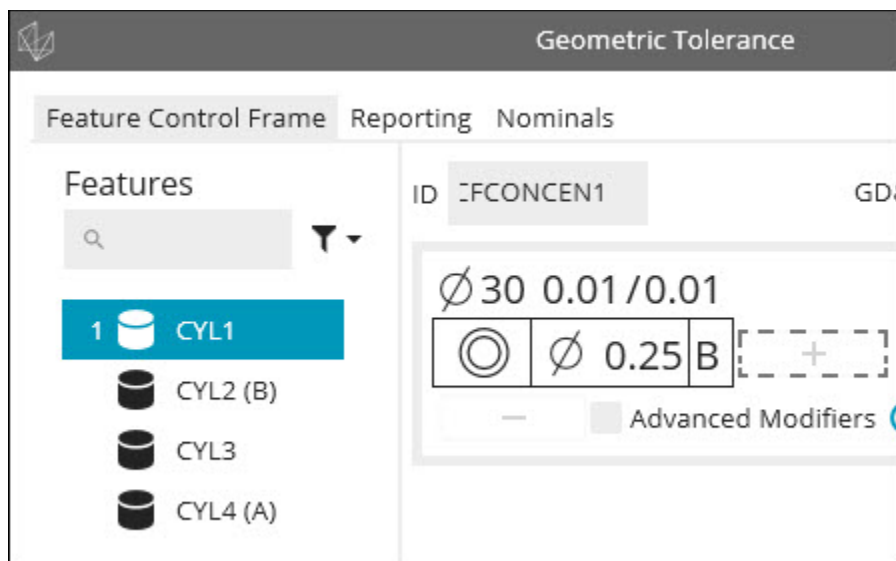 Geometric Tolerance
Feature Control Frame Reporting Nominals
Features
ID FCONCEN1
⌀30 0.01/0.01
◎ ⌀ 0.25 B +
1 CYL1
CYL2 (B)
CYL3
CYL4 (A)
Advanced Modifiers